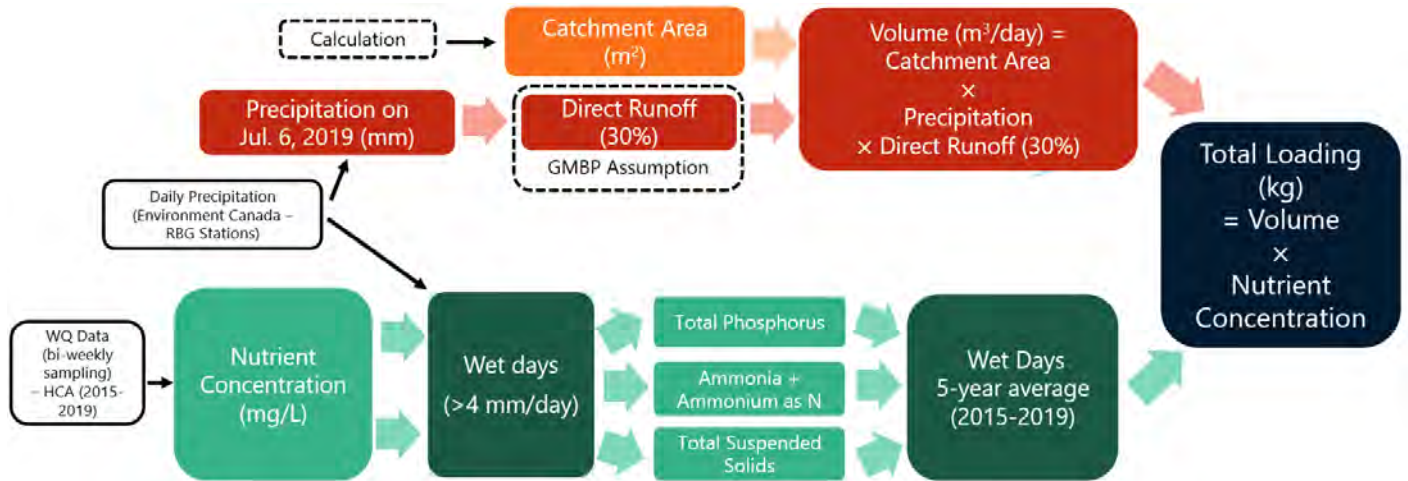 Calculation
Catchment Area
(m²)
Volume (m³/day) =
Catchment Area
×
Precipitation
× Direct Runoff (30%)
Precipitation on
Jul. 6, 2019 (mm)
Direct Runoff
(30%)
GMBP Assumption
Total Loading
(kg)
= Volume
×
Nutrient
Concentration
Daily Precipitation
(Environment Canada –
RBG Stations)
WQ Data
(bi-weekly
sampling)
– HCA (2015-
2019)
Nutrient
Concentration
(mg/L)
Wet days
(>4 mm/day)
Total Phosphorus
Ammonia +
Ammonium as N
Total Suspended
Solids
Wet Days
5-year average
(2015-2019)